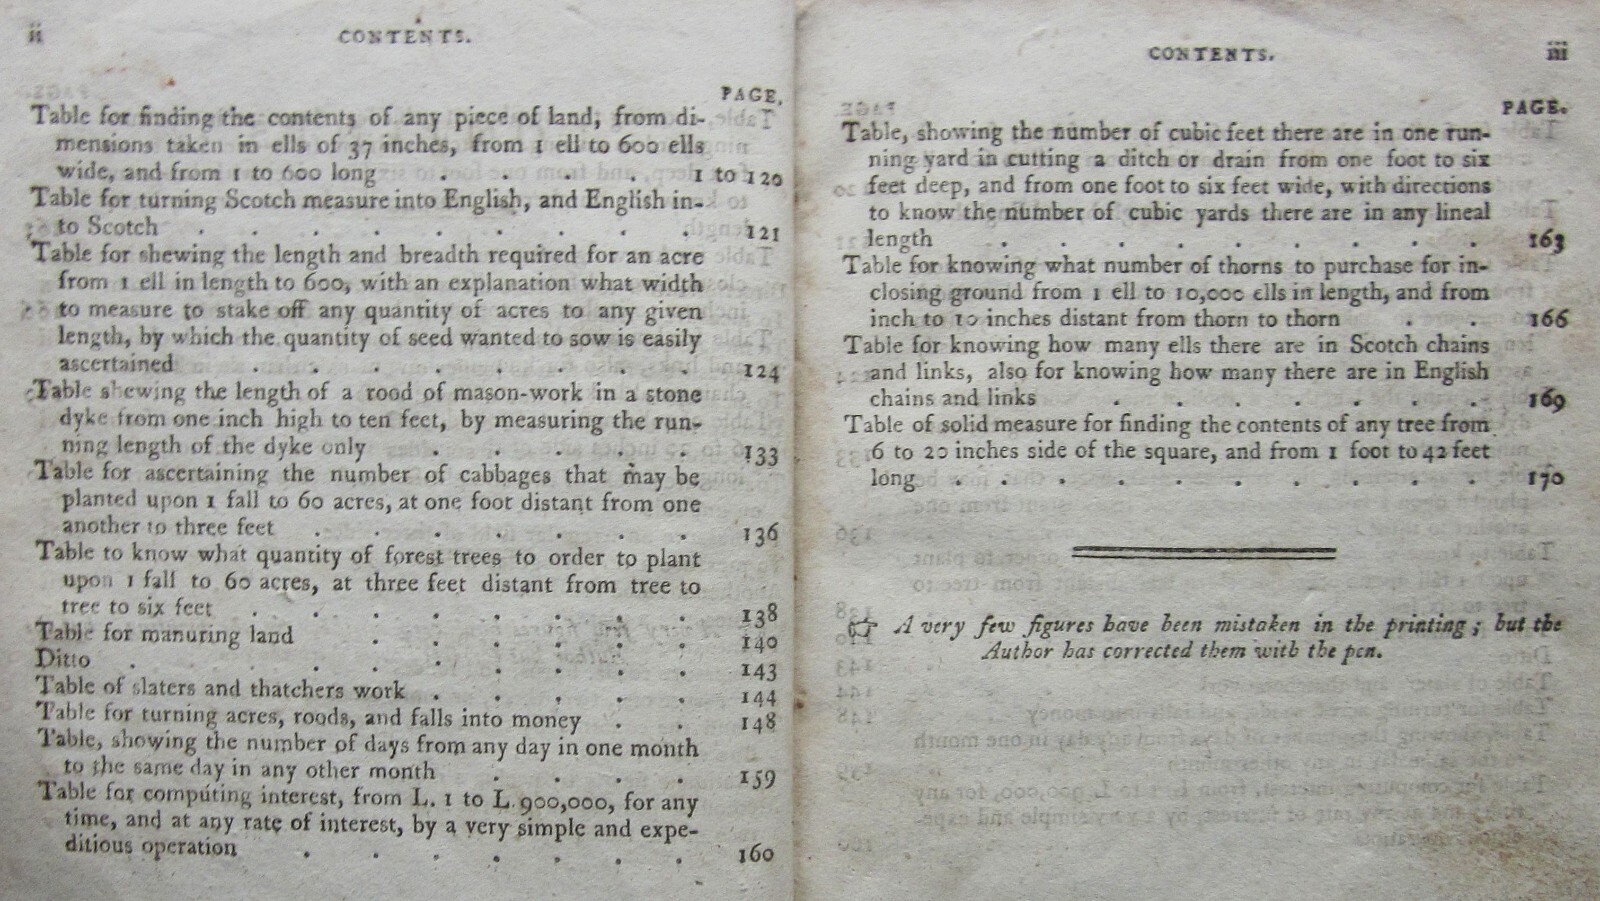 ii
CONTENTS.
PAGE.
Table for finding the contents of any piece of land, from di-
mensions taken in ells of 37 inches, from 1 ell to 600 ells
wide, and from 1 to 600 long . . . . 1 to 120
Table for turning Scotch measure into English, and English in-
to Scotch . . . . . . . . . 121
Table for shewing the length and breadth required for an acre
from 1 ell in length to 600, with an explanation what width
to measure to stake off any quantity of acres to any given
length, by which the quantity of seed wanted to sow is easily
ascertained . . . . . . . . 124
Table shewing the length of a rood of mason-work in a stone
dyke from one inch high to ten feet, by measuring the run-
ning length of the dyke only . . . . . 133
Table for ascertaining the number of cabbages that may be
planted upon 1 fall to 60 acres, at one foot distant from one
another to three feet . . . . . . . 136
Table to know what quantity of forest trees to order to plant
upon 1 fall to 60 acres, at three feet distant from tree to
tree to six feet . . . . . . . . 138
Table for manuring land . . . . . . 140
Ditto . . . . . . . . . . 143
Table of slaters and thatchers work . . . . . 144
Table for turning acres, roods, and falls into money . . 148
Table, showing the number of days from any day in one month
to the same day in any other month . . . . 159
Table for computing interest, from L. 1 to L. 900,000, for any
time, and at any rate of interest, by a very simple and expe-
ditious operation . . . . . . . 160
CONTENTS.
iii
PAGE.
Table, showing the number of cubic feet there are in one run-
ning yard in cutting a ditch or drain from one foot to six
feet deep, and from one foot to six feet wide, with directions
to know the number of cubic yards there are in any lineal
length . . . . . . . . . 163
Table for knowing what number of thorns to purchase for in-
closing ground from 1 ell to 10,000 ells in length, and from
inch to 10 inches distant from thorn to thorn . . 166
Table for knowing how many ells there are in Scotch chains
and links, also for knowing how many there are in English
chains and links . . . . . . . 169
Table of solid measure for finding the contents of any tree from
6 to 20 inches side of the square, and from 1 foot to 42 feet
long . . . . . . . . . . 170
☞ A very few figures have been mistaken in the printing; but the
Author has corrected them with the pen.